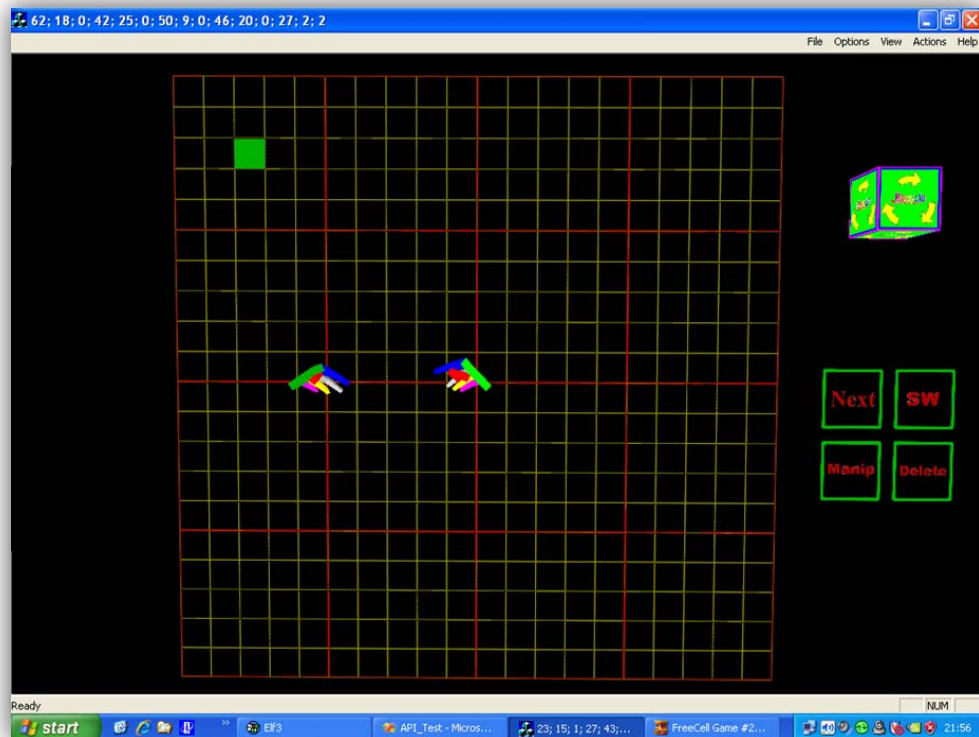 62; 18; 0; 42; 25; 0; 50; 9; 0; 46; 20; 0; 27; 2; 2
File Options View Actions Help
Recycle
Next SW
Manip Delete
Ready NUM
start » Elf3 API_Test - Micros... 23; 15; 1; 27; 43;... FreeCell Game #2... 21:56